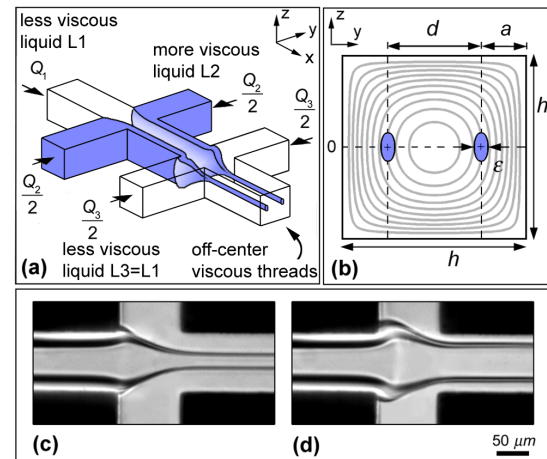 (a)
less viscous
liquid L1
Q1
more viscous
liquid L2
Q2
2
Q3
2
Q2
2
Q3
2
less viscous
liquid L3=L1
off-center
viscous threads
z
y
x
(b)
z
y
d
a
h
0
ε
h
(c)
(d)
50 μm